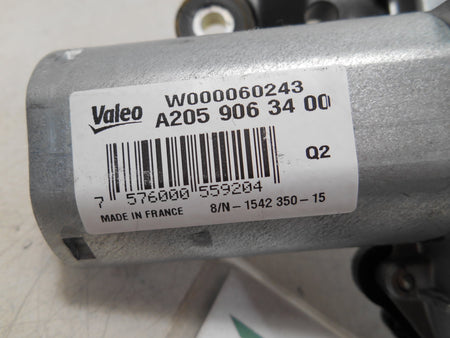 Valeo
W000060243
A205 906 34 00
Q2
7 576000 559204
MADE IN FRANCE 8/N-1542 350-15